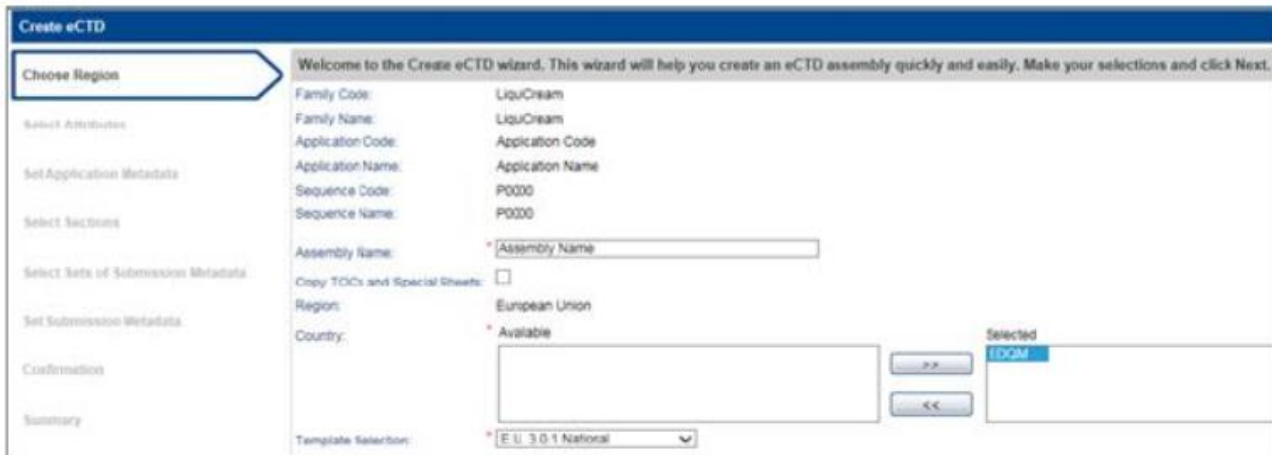 Create eCTD
Choose Region
Select Attributes
Set Application Metadata
Select Sections
Select Sets of Submission Metadata
Set Submission Metadata
Confirmation
Summary
Welcome to the Create eCTD wizard. This wizard will help you create an eCTD assembly quickly and easily. Make your selections and click Next.
Family Code: LiquCream
Family Name: LiquCream
Application Code: Application Code
Application Name: Application Name
Sequence Code: P0000
Sequence Name: P0000
Assembly Name: * Assembly Name
Copy TOCs and Special Sheets:
Region: European Union
Country: * Available Selected
EDQM
>>
<<
Template Selection: * E.U. 3.0.1 National